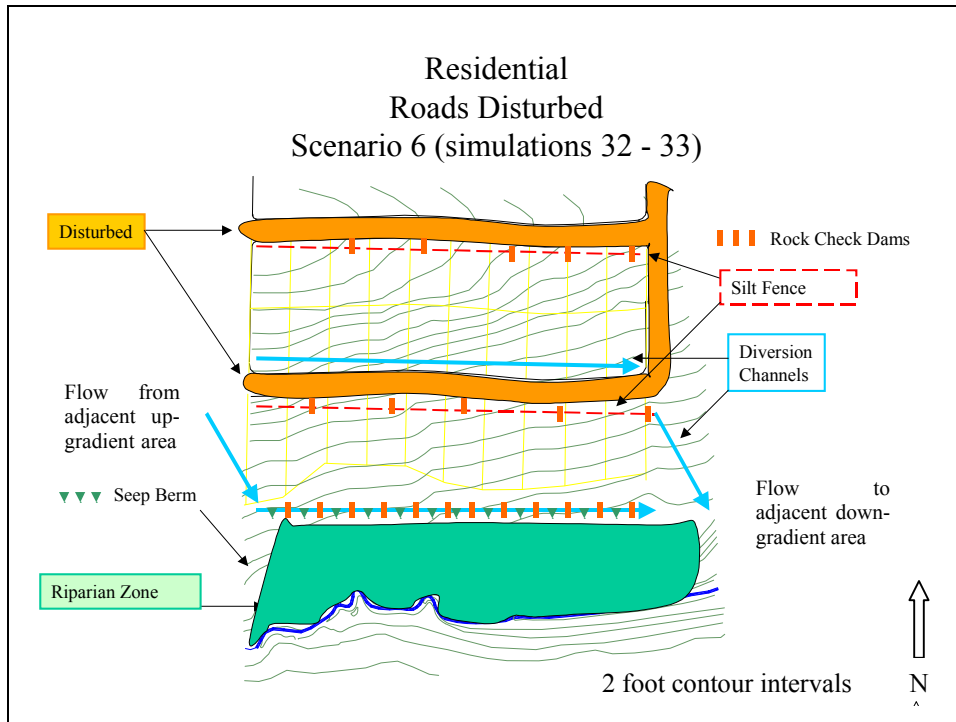 Residential
Roads Disturbed
Scenario 6 (simulations 32 - 33)
Disturbed
Rock Check Dams
Silt Fence
Diversion
Channels
Flow from
adjacent up-
gradient area
Seep Berm
Flow to
adjacent down-
gradient area
Riparian Zone
2 foot contour intervals
N